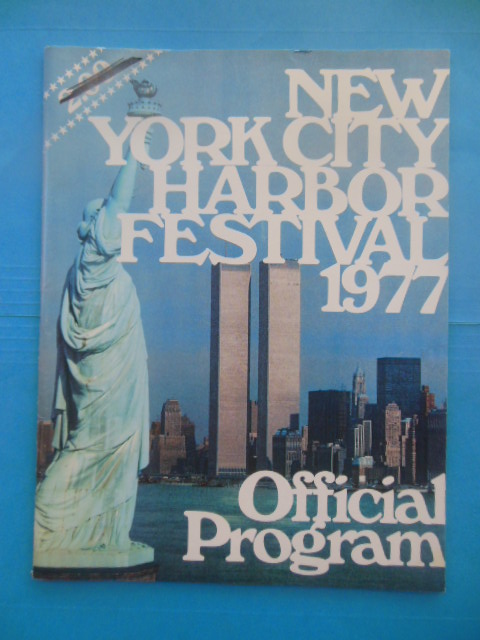 NEW
YORK CITY
HARBOR
FESTIVAL
1977
Official
Program